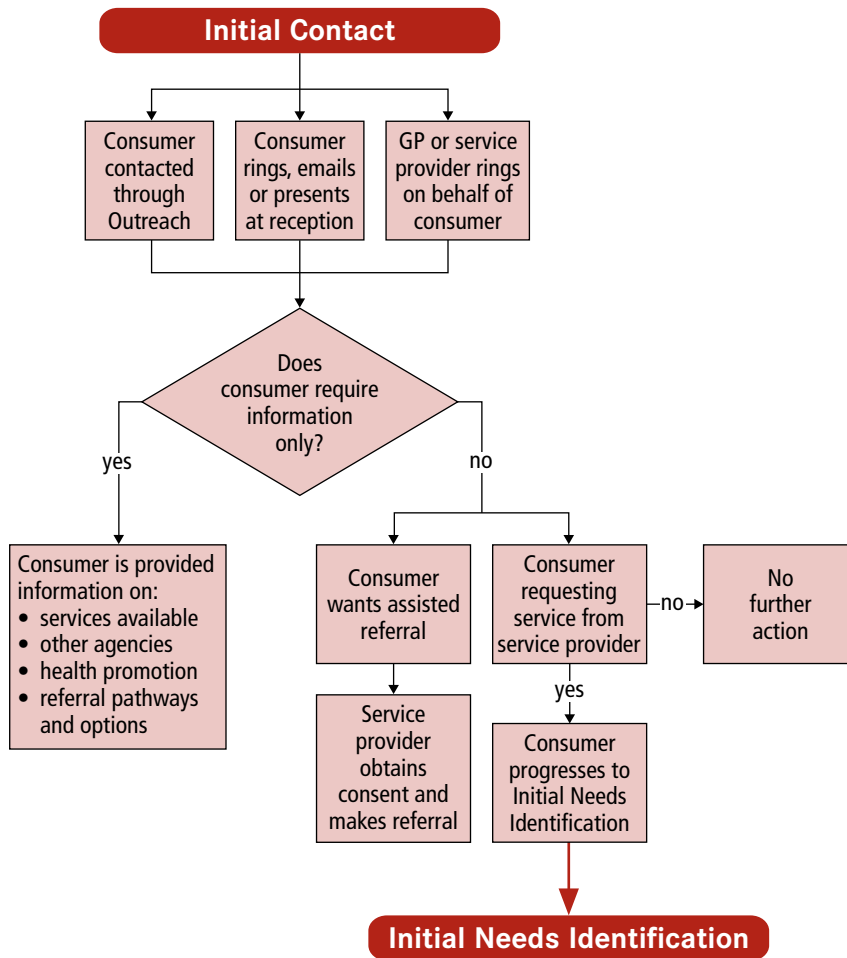 Initial Contact
Consumer
contacted
through
Outreach
Consumer
rings, emails
or presents
at reception
GP or service
provider rings
on behalf of
consumer
Does
consumer require
information
only?
yes
no
Consumer is provided
information on:
• services available
• other agencies
• health promotion
• referral pathways
and options
Consumer
wants assisted
referral
Consumer
requesting
service from
service provider
no
No
further
action
yes
Service
provider
obtains
consent and
makes referral
Consumer
progresses to
Initial Needs
Identification
Initial Needs Identification